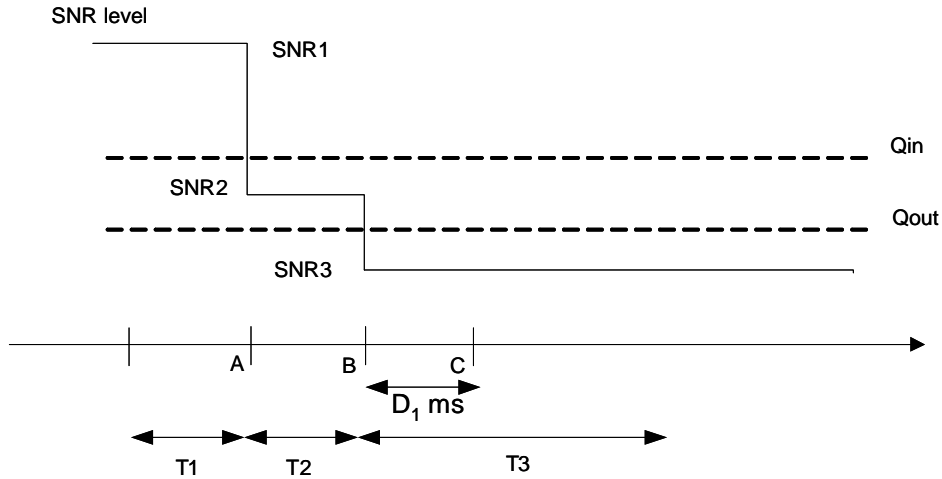 SNR level
SNR1
Qin
SNR2
Qout
SNR3
A
B
C
D₁ ms
T1
T2
T3